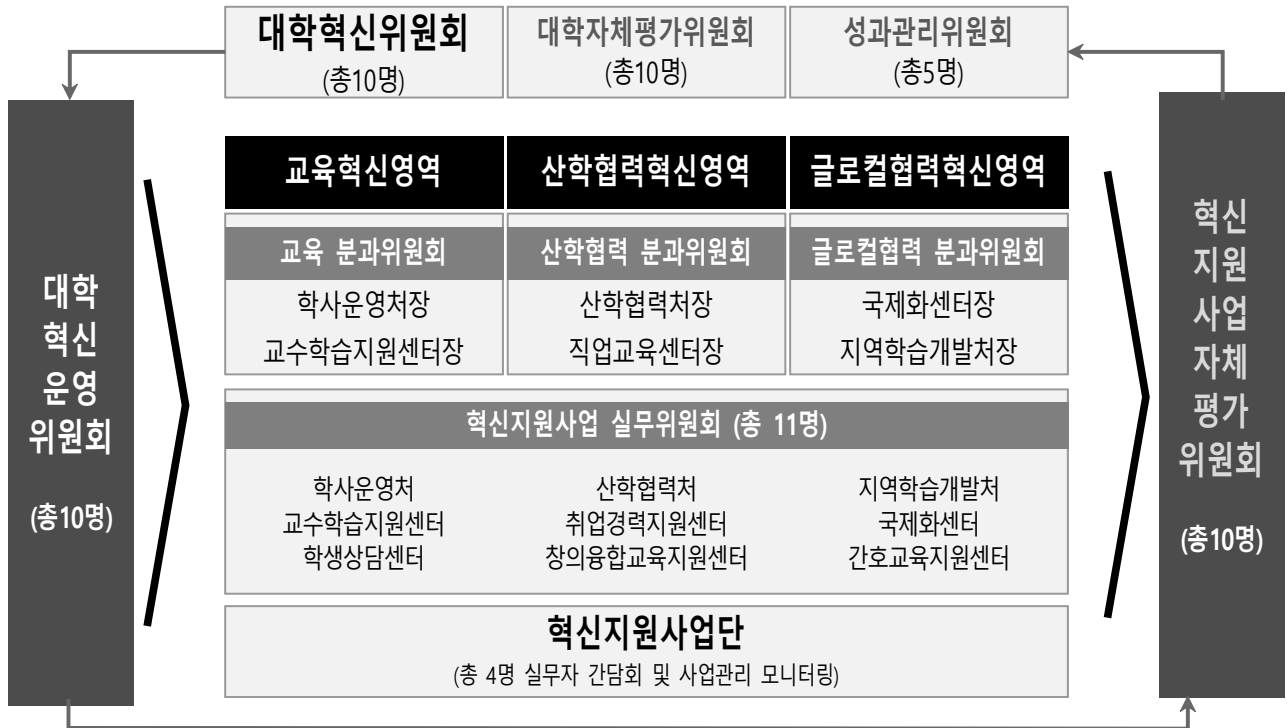 대학혁신위원회
(총10명)
대학자체평가위원회
(총10명)
성과관리위원회
(총5명)
대학
혁신
운영
위원회
(총10명)
교육혁신영역
산학협력혁신영역
글로컬협력혁신영역
교육 분과위원회
산학협력 분과위원회
글로컬협력 분과위원회
학사운영처장
산학협력처장
국제화센터장
교수학습지원센터장
직업교육센터장
지역학습개발처장
혁신지원사업 실무위원회 (총 11명)
학사운영처
산학협력처
지역학습개발처
교수학습지원센터
취업경력지원센터
국제화센터
학생상담센터
창의융합교육지원센터
간호교육지원센터
혁신지원사업단
(총 4명 실무자 간담회 및 사업관리 모니터링)
혁신
지원
사업
자체
평가
위원회
(총10명)